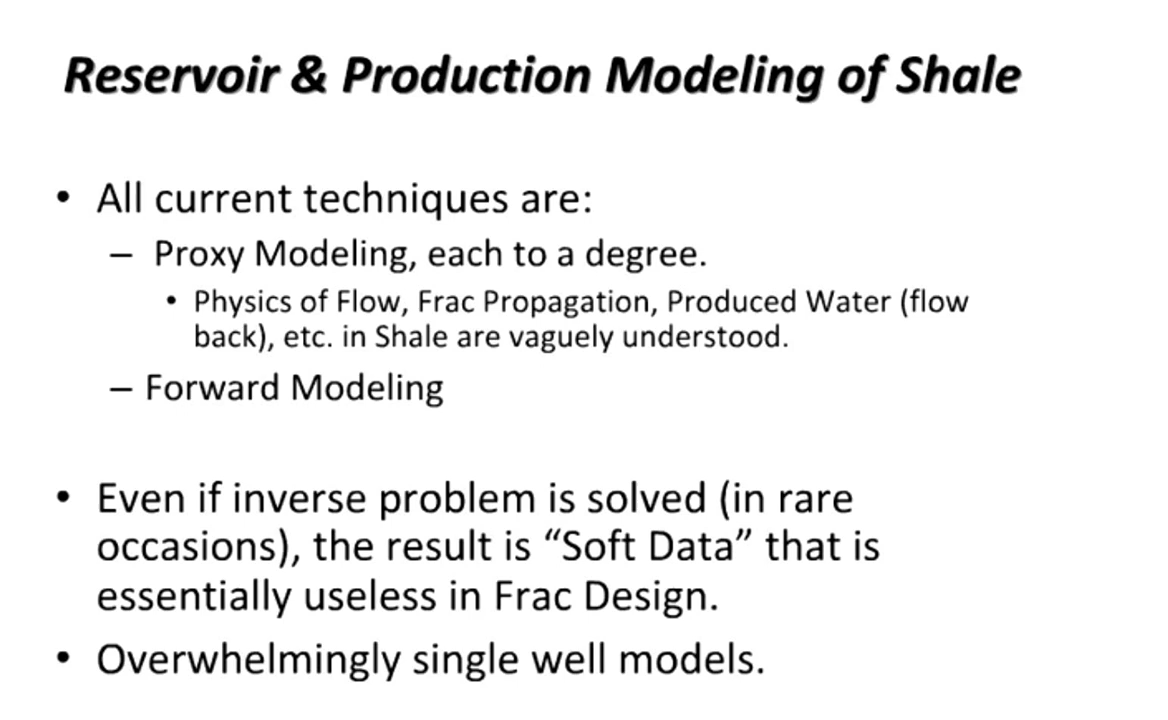 Reservoir & Production Modeling of Shale
• All current techniques are:
– Proxy Modeling, each to a degree.
• Physics of Flow, Frac Propagation, Produced Water (flow
back), etc. in Shale are vaguely understood.
– Forward Modeling
• Even if inverse problem is solved (in rare
occasions), the result is “Soft Data” that is
essentially useless in Frac Design.
• Overwhelmingly single well models.